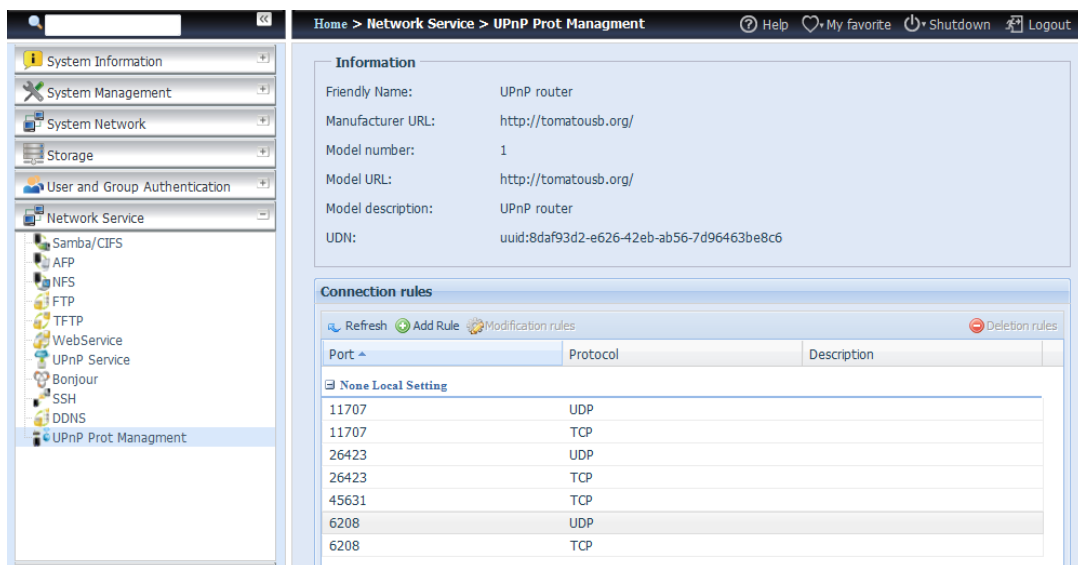 Home > Network Service > UPnP Prot Managment
Help My favorite Shutdown Logout
System Information
System Management
System Network
Storage
User and Group Authentication
Network Service
Samba/CIFS
AFP
NFS
FTP
TFTP
WebService
UPnP Service
Bonjour
SSH
DDNS
UPnP Prot Managment
Information
Friendly Name: UPnP router
Manufacturer URL: http://tomatousb.org/
Model number: 1
Model URL: http://tomatousb.org/
Model description: UPnP router
UDN: uuid:8daf93d2-e626-42eb-ab56-7d96463be8c6
Connection rules
Refresh Add Rule Modification rules Deletion rules
Port Protocol Description
None Local Setting
11707 UDP
11707 TCP
26423 UDP
26423 TCP
45631 TCP
6208 UDP
6208 TCP